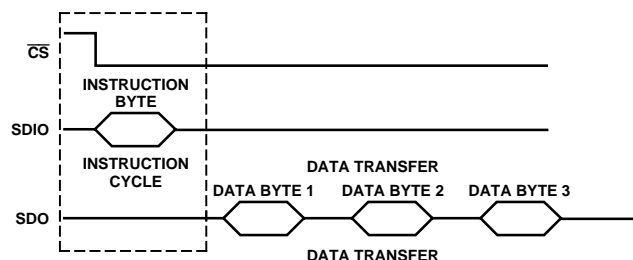 CS
INSTRUCTION
BYTE
SDIO
INSTRUCTION
CYCLE
DATA TRANSFER
DATA BYTE 1
DATA BYTE 2
DATA BYTE 3
SDO
DATA TRANSFER